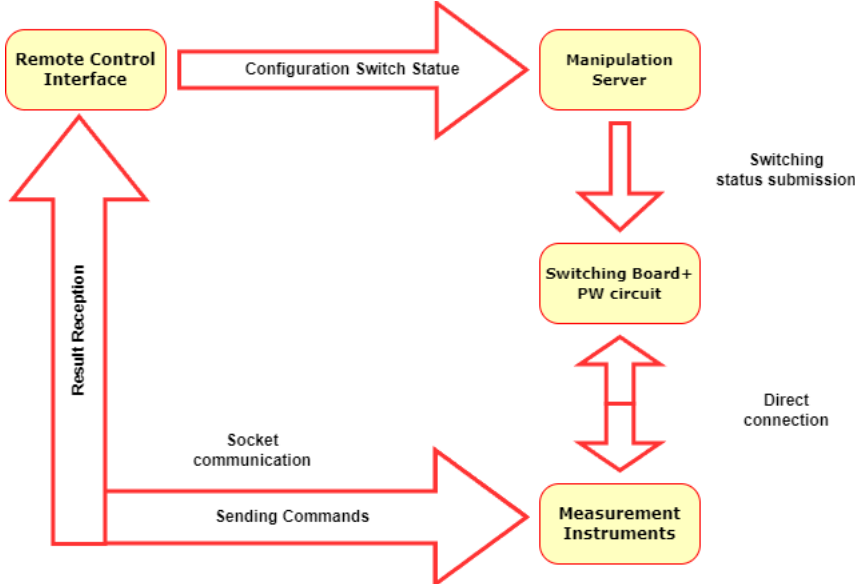 Remote Control
Interface
Configuration Switch Statue
Manipulation
Server
Switching
status submission
Switching Board+
PW circuit
Result Reception
Direct
connection
Socket
communication
Sending Commands
Measurement
Instruments